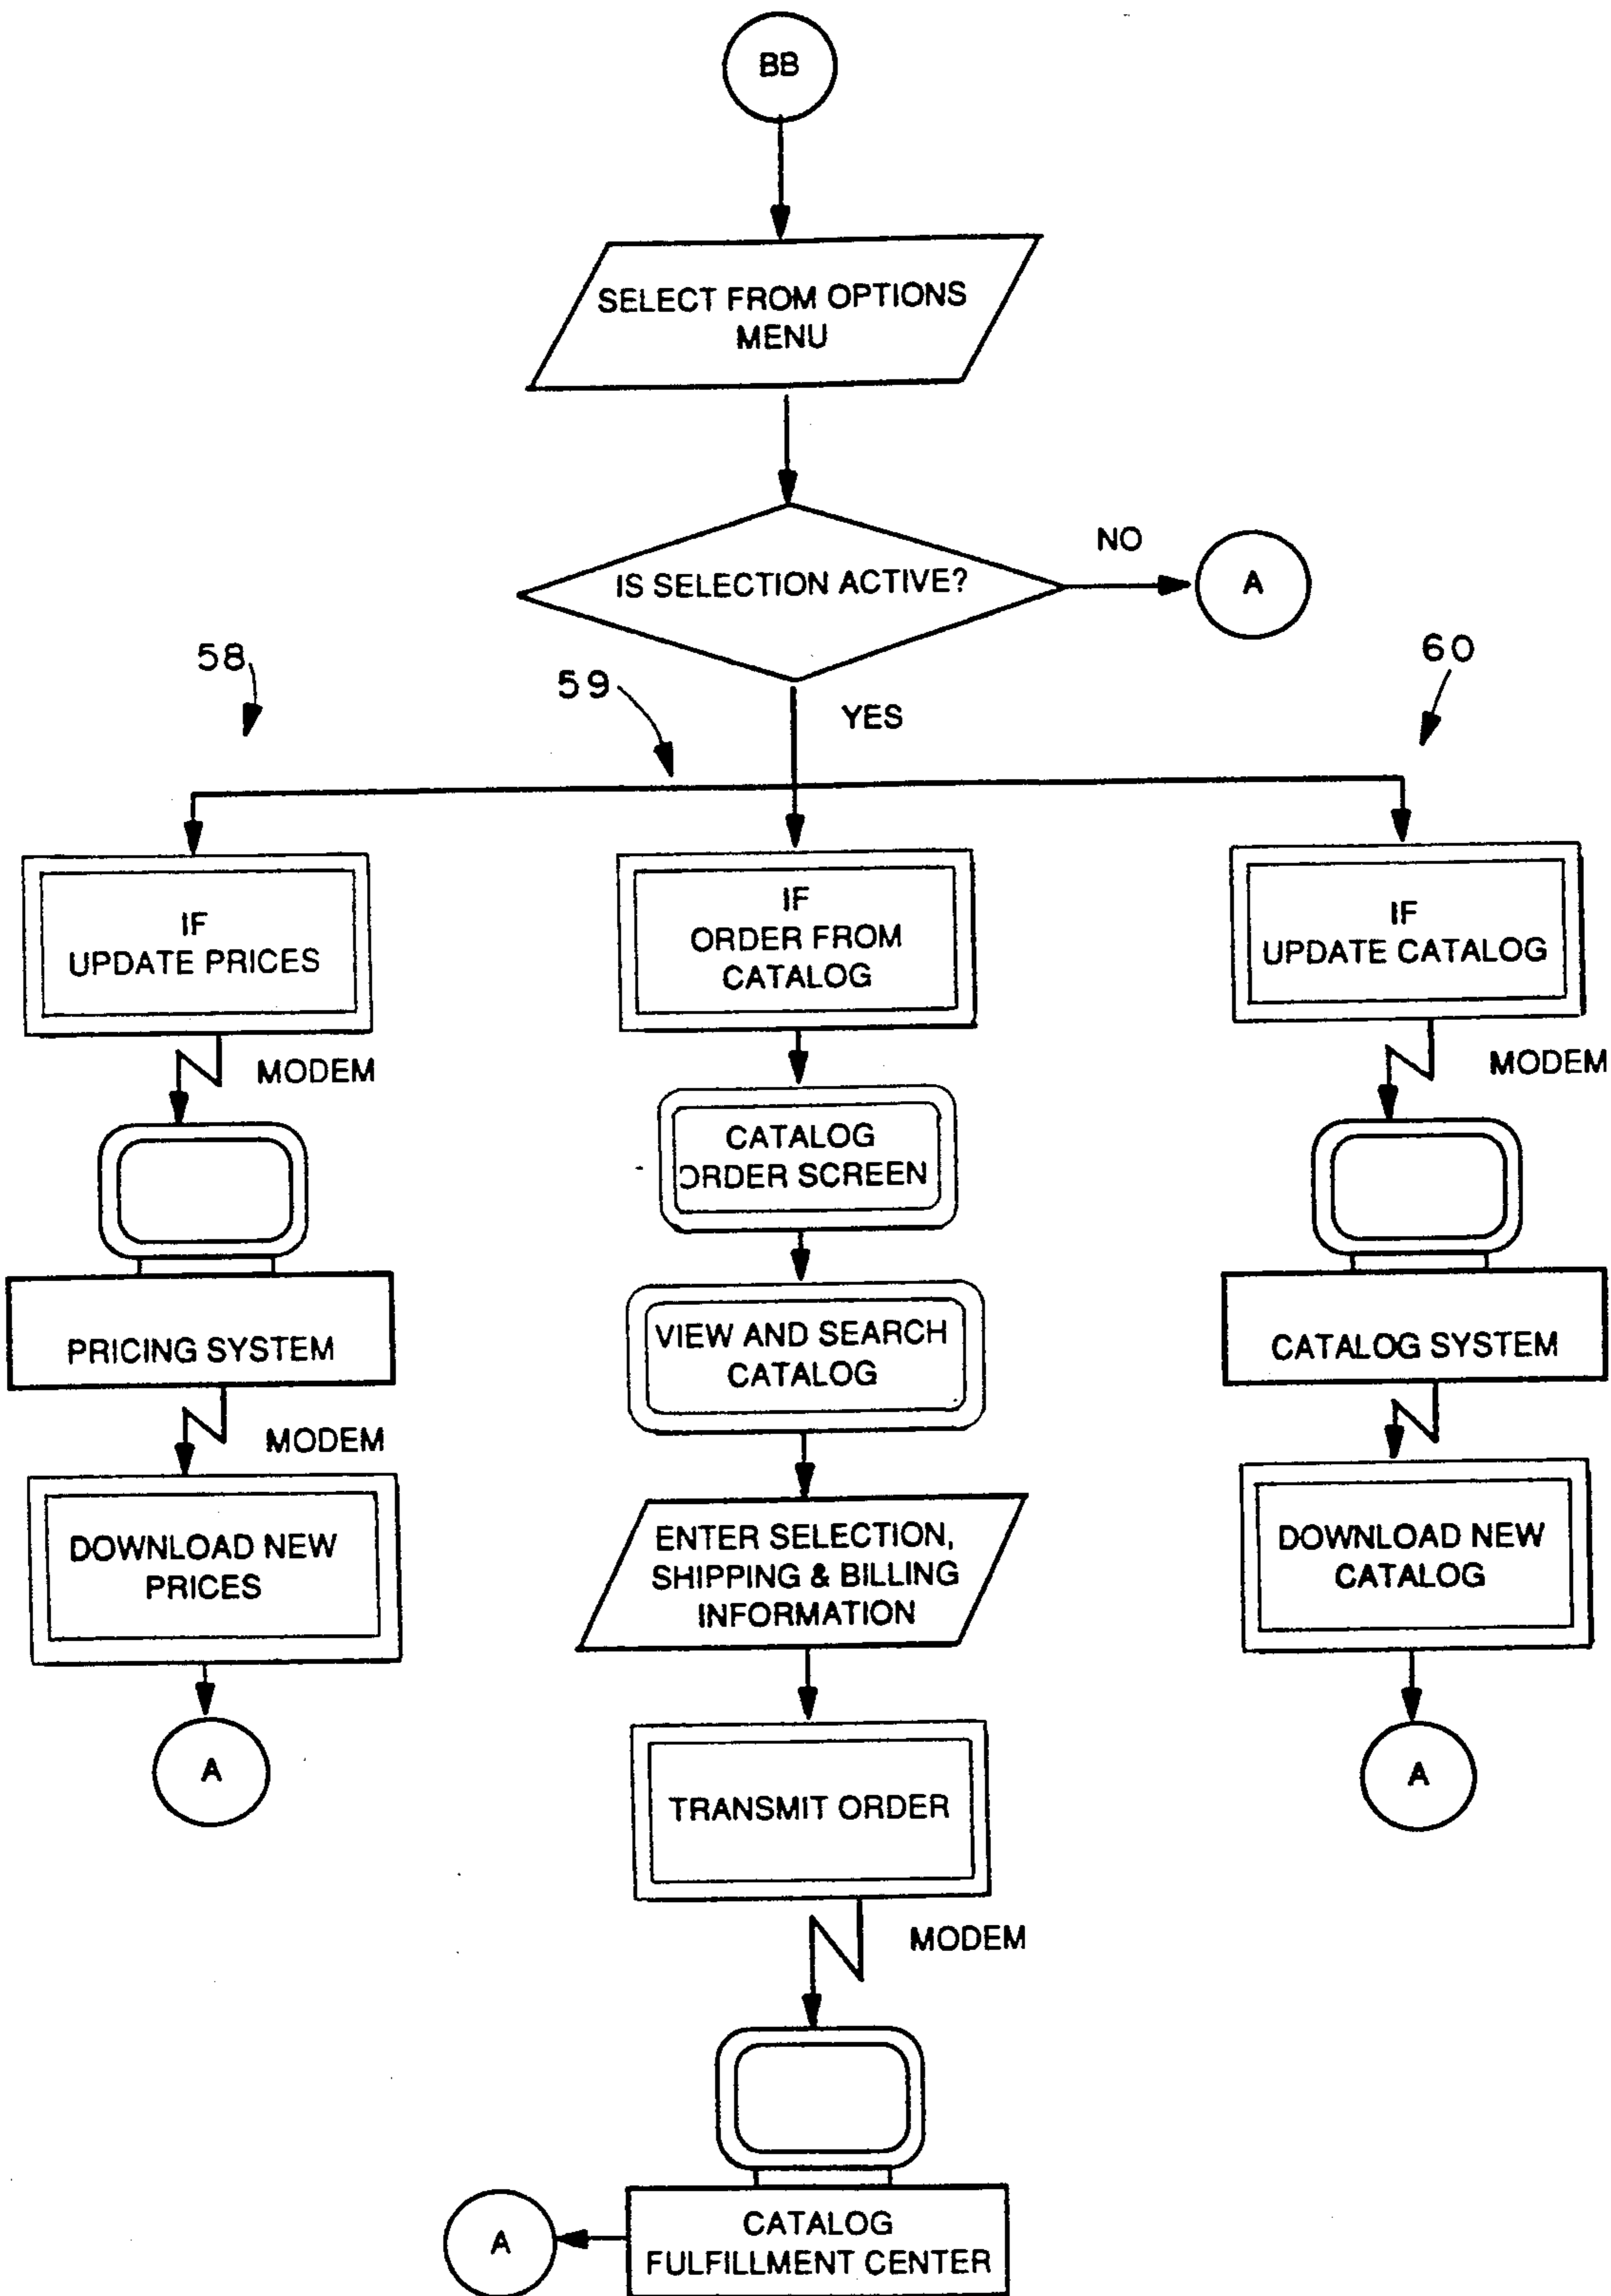 BB
SELECT FROM OPTIONS
MENU
IS SELECTION ACTIVE?
NO
A
58
59
60
YES
IF
UPDATE PRICES
IF
ORDER FROM
CATALOG
IF
UPDATE CATALOG
MODEM
MODEM
CATALOG
ORDER SCREEN
PRICING SYSTEM
VIEW AND SEARCH
CATALOG
CATALOG SYSTEM
MODEM
DOWNLOAD NEW
PRICES
ENTER SELECTION,
SHIPPING & BILLING
INFORMATION
DOWNLOAD NEW
CATALOG
A
TRANSMIT ORDER
A
MODEM
A
CATALOG
FULFILLMENT CENTER